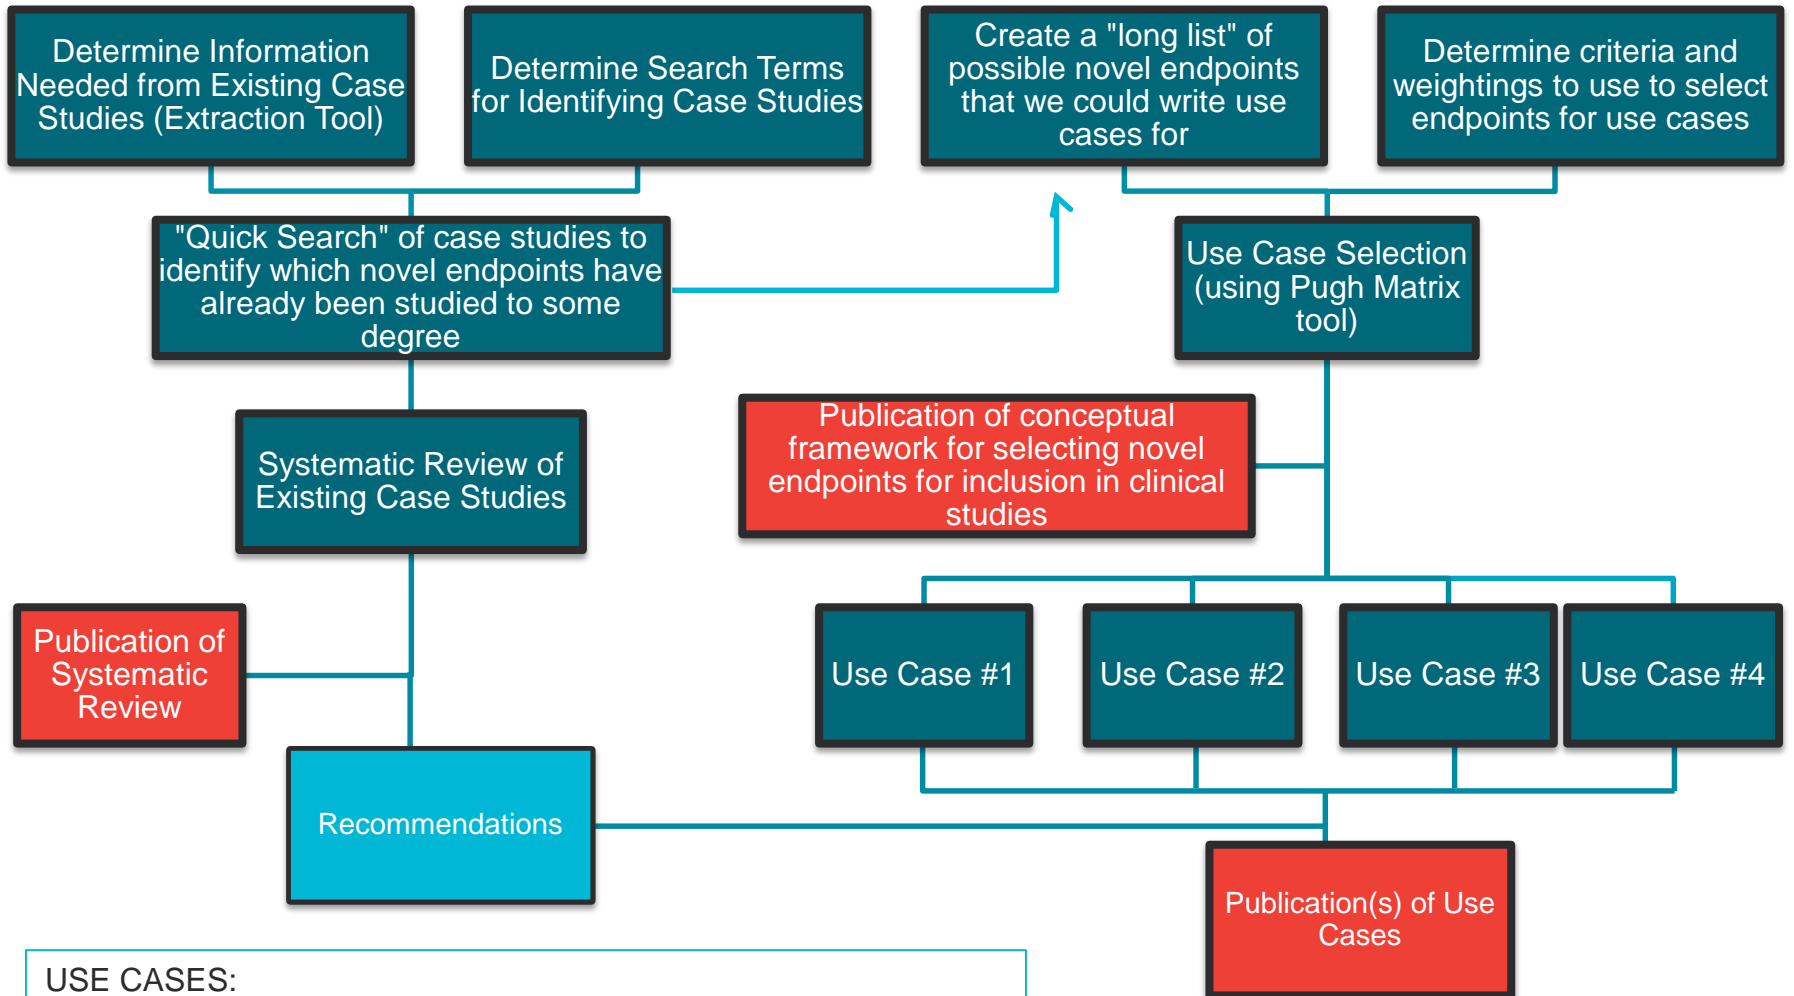 Determine Information
Needed from Existing Case
Studies (Extraction Tool)
Determine Search Terms
for Identifying Case Studies
Create a "long list" of
possible novel endpoints
that we could write use
cases for
Determine criteria and
weightings to use to select
endpoints for use cases
"Quick Search" of case studies to
identify which novel endpoints have
already been studied to some
degree
Use Case Selection
(using Pugh Matrix
tool)
Publication of conceptual
framework for selecting novel
endpoints for inclusion in clinical
studies
Systematic Review of
Existing Case Studies
Publication of
Systematic
Review
Use Case #1
Use Case #2
Use Case #3
Use Case #4
Recommendations
Publication(s) of Use
Cases
USE CASES: